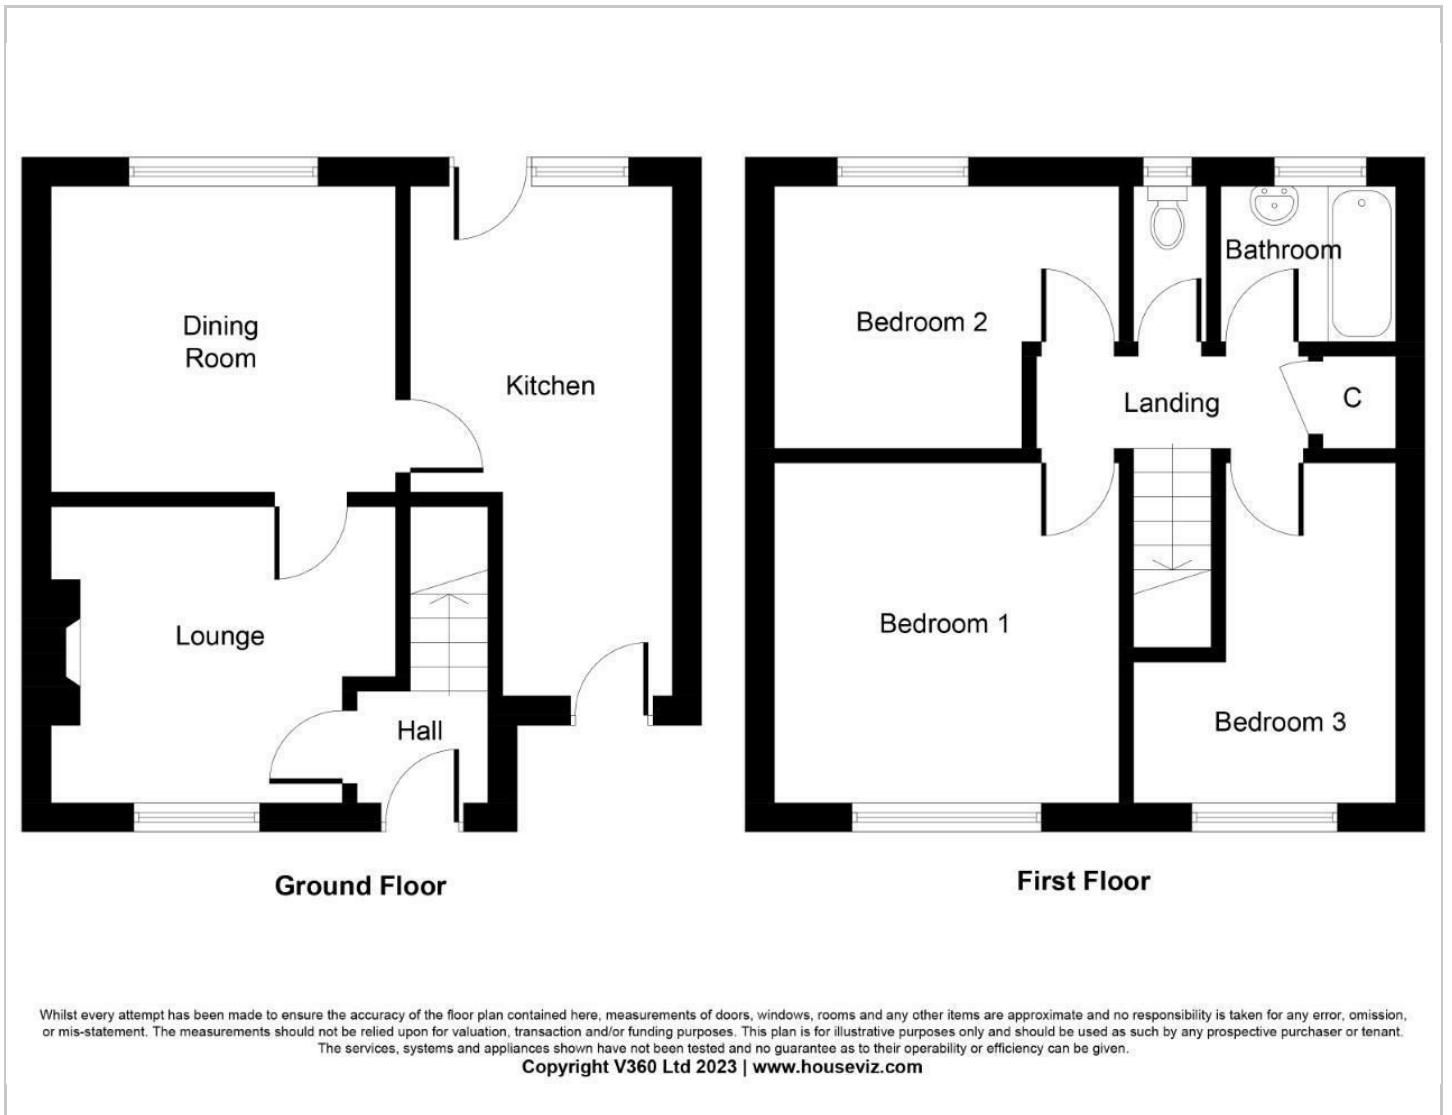 Dining
Room
Kitchen
Lounge
Hall
Ground Floor
Bedroom 2
Bathroom
Landing
C
Bedroom 1
Bedroom 3
First Floor
Whilst every attempt has been made to ensure the accuracy of the floor plan contained here, measurements of doors, windows, rooms and any other items are approximate and no responsibility is taken for any error, omission,
or mis-statement. The measurements should not be relied upon for valuation, transaction and/or funding purposes. This plan is for illustrative purposes only and should be used as such by any prospective purchaser or tenant.
The services, systems and appliances shown have not been tested and no guarantee as to their operability or efficiency can be given.
Copyright V360 Ltd 2023 | www.houseviz.com